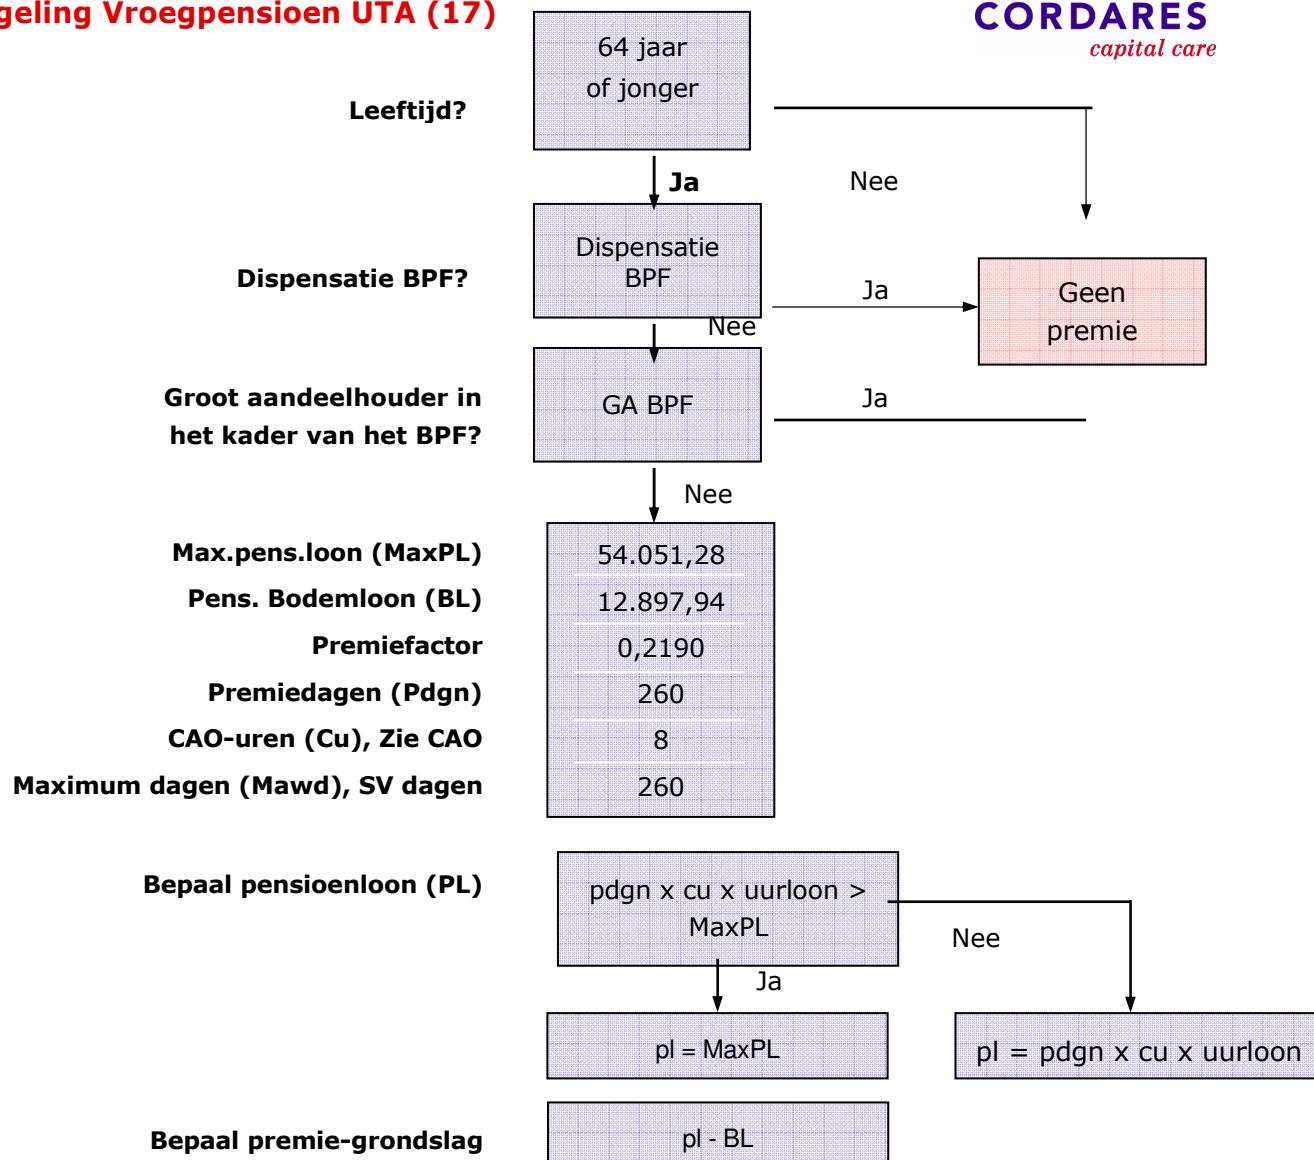 geling Vroegpensioen UTA (17)
CORDARES
capital care
64 jaar
of jonger
Leeftijd?
Ja
Nee
Dispensatie
BPF
Dispensatie BPF?
Ja
Geen
premie
Nee
Groot aandeelhouder in
het kader van het BPF?
GA BPF
Ja
Nee
Max.pens.loon (MaxPL)
54.051,28
Pens. Bodemloon (BL)
12.897,94
Premiefactor
0,2190
Premiedagen (Pdgn)
260
CAO-uren (Cu), Zie CAO
8
Maximum dagen (Mawd), SV dagen
260
Bepaal pensioenloon (PL)
pdgn x cu x uurloon >
MaxPL
Nee
Ja
pl = MaxPL
pl = pdgn x cu x uurloon
Bepaal premie-grondslag
pl - BL